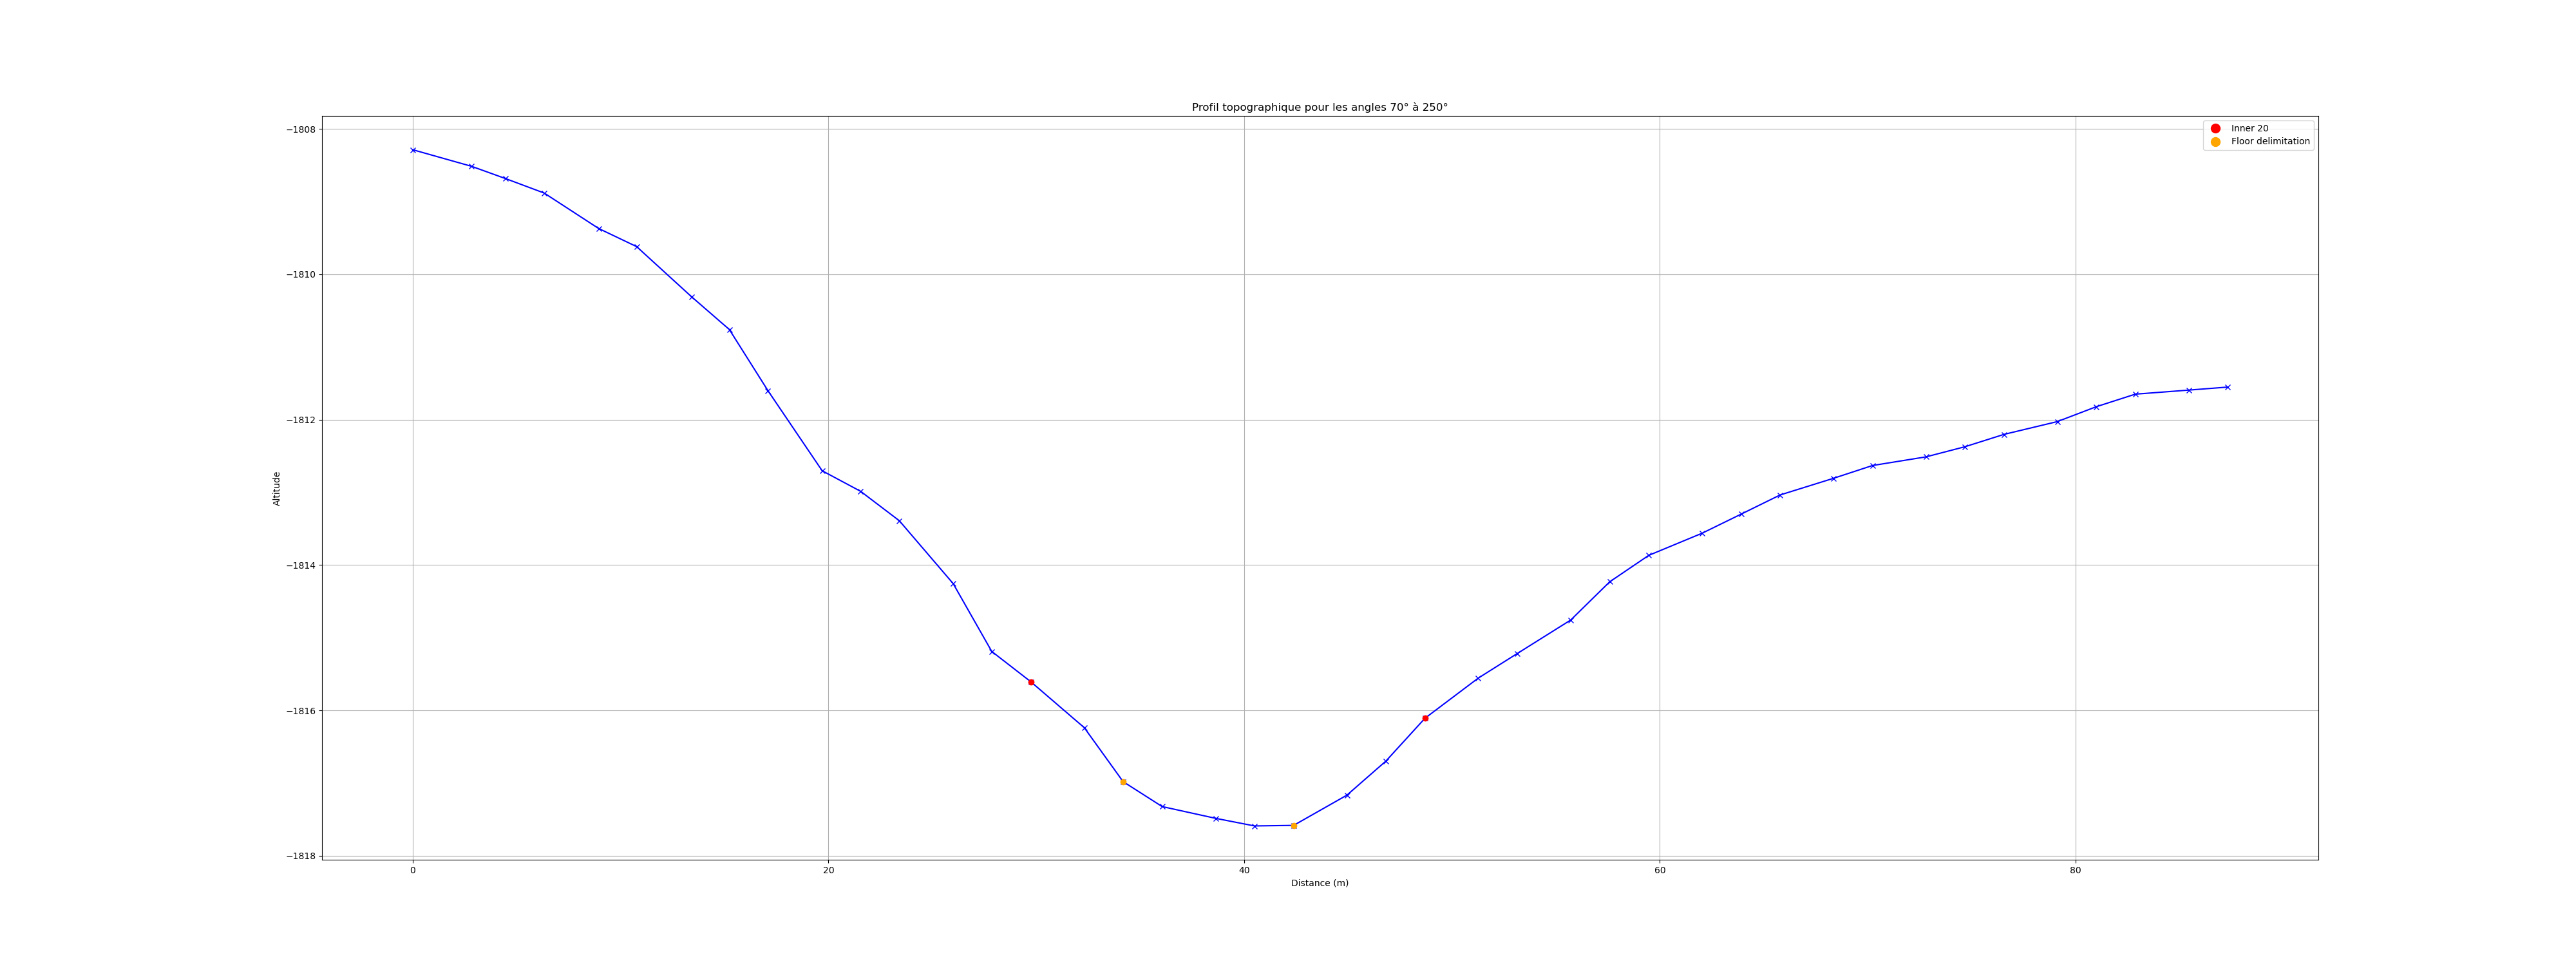 Profil topographique pour les angles 70° à 250°
Inner 20
Floor delimitation
−1808
−1810
−1812
−1814
−1816
−1818
Altitude
0 20 40 60 80
Distance (m)